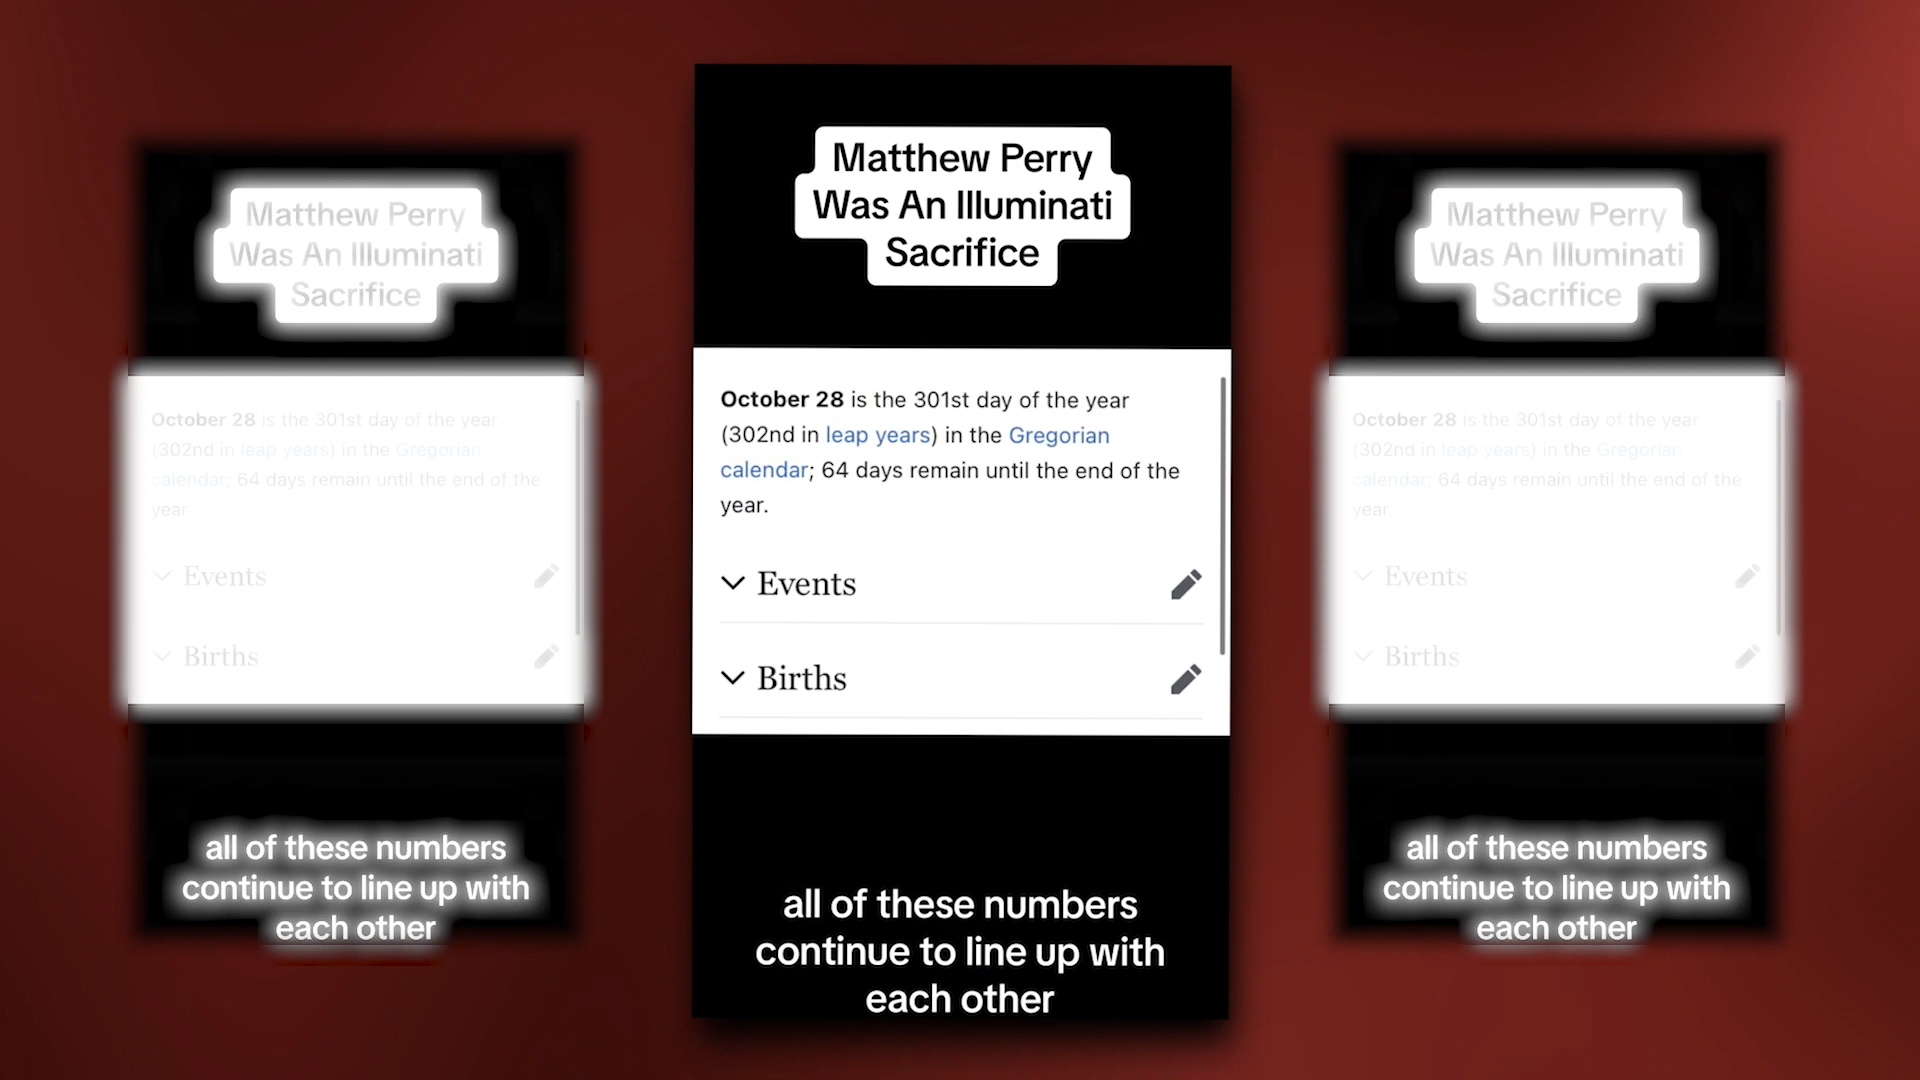 Matthew Perry
Was An Illuminati
Sacrifice
October 28 is the 301st day of the year
(302nd in leap years) in the Gregorian
calendar; 64 days remain until the end of the
year.
Events
Births
all of these numbers
continue to line up with
each other
Matthew Perry
Was An Illuminati
Sacrifice
October 28 is the 301st day of the year
(302nd in leap years) in the Gregorian
calendar; 64 days remain until the end of the
year.
Events
Births
all of these numbers
continue to line up with
each other
Matthew Perry
Was An Illuminati
Sacrifice
October 28 is the 301st day of the year
(302nd in leap years) in the Gregorian
calendar; 64 days remain until the end of the
year.
Events
Births
all of these numbers
continue to line up with
each other